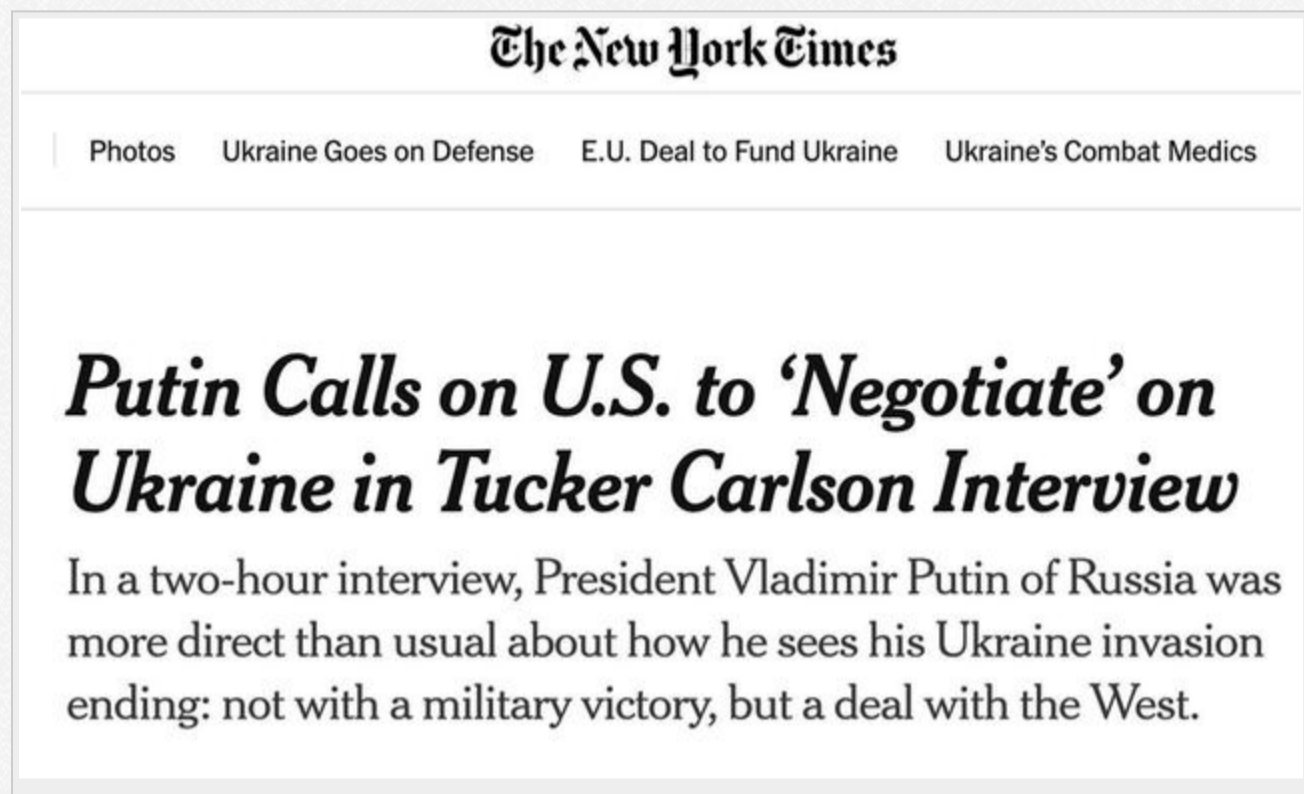 The New York Times
Photos Ukraine Goes on Defense E.U. Deal to Fund Ukraine Ukraine’s Combat Medics
Putin Calls on U.S. to ‘Negotiate’ on
Ukraine in Tucker Carlson Interview
In a two-hour interview, President Vladimir Putin of Russia was
more direct than usual about how he sees his Ukraine invasion
ending: not with a military victory, but a deal with the West.